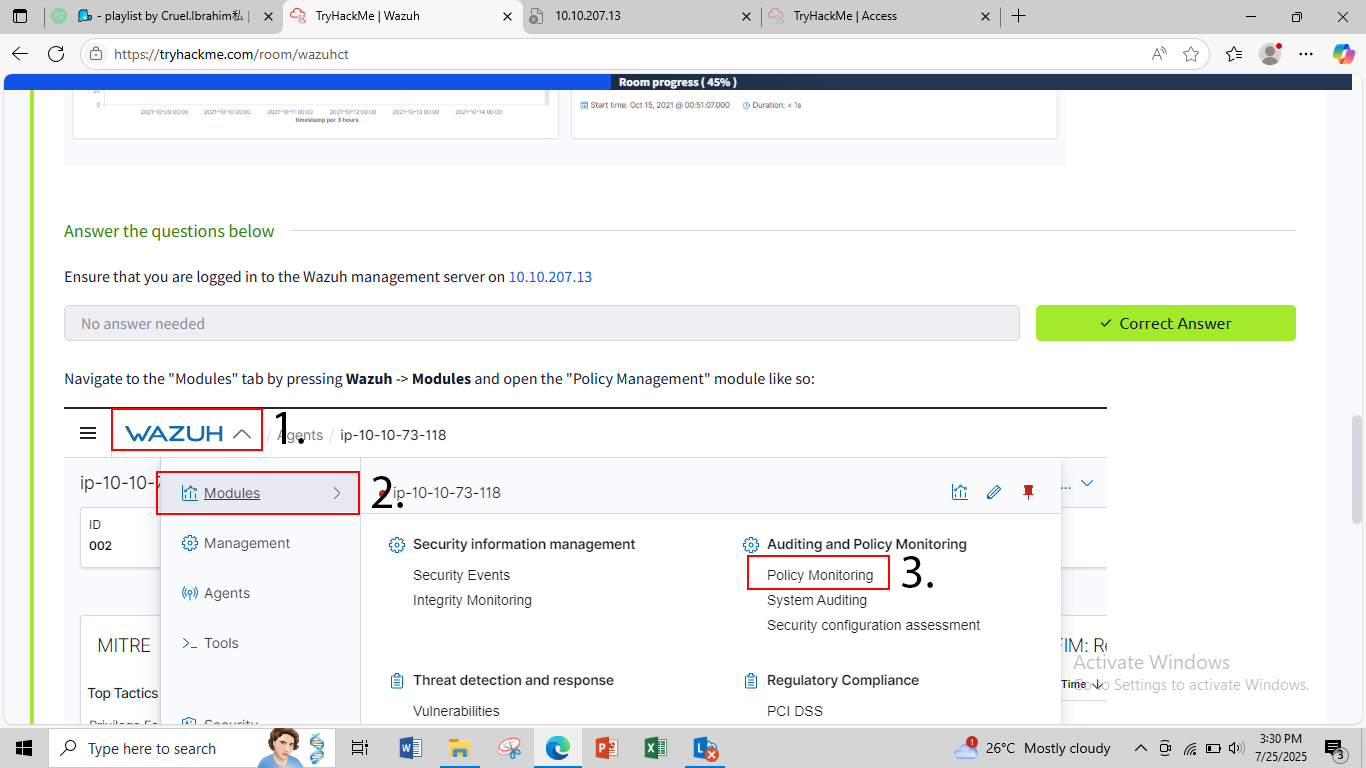 - playlist by Cruel.Ibrahim私 |
TryHackMe | Wazuh
10.10.207.13
TryHackMe | Access
https://tryhackme.com/room/wazuhct
Room progress ( 45% )
0
2021-10-09 00:00 2021-10-10 00:00 2021-10-11 00:00 2021-10-12 00:00 2021-10-13 00:00 2021-10-14 00:00
timestamp per 3 hours
Start time: Oct 15, 2021 @ 00:51:07.000 Duration: < 1s
Answer the questions below
Ensure that you are logged in to the Wazuh management server on 10.10.207.13
No answer needed
✓ Correct Answer
Navigate to the "Modules" tab by pressing Wazuh -> Modules and open the "Policy Management" module like so:
WAZUH 1. / Agents / ip-10-10-73-118
ip-10-10-7
ID
002
MITRE
Top Tactics
Modules 2.
Management
Agents
Tools
Security
ip-10-10-73-118
...
Security information management
Security Events
Integrity Monitoring
Auditing and Policy Monitoring
Policy Monitoring 3.
System Auditing
Security configuration assessment
Threat detection and response
Vulnerabilities
Regulatory Compliance
PCI DSS
FIM: Re
Time ↓
Activate Windows
Go to Settings to activate Windows.
Type here to search
26°C Mostly cloudy
3:30 PM
7/25/2025
1
3